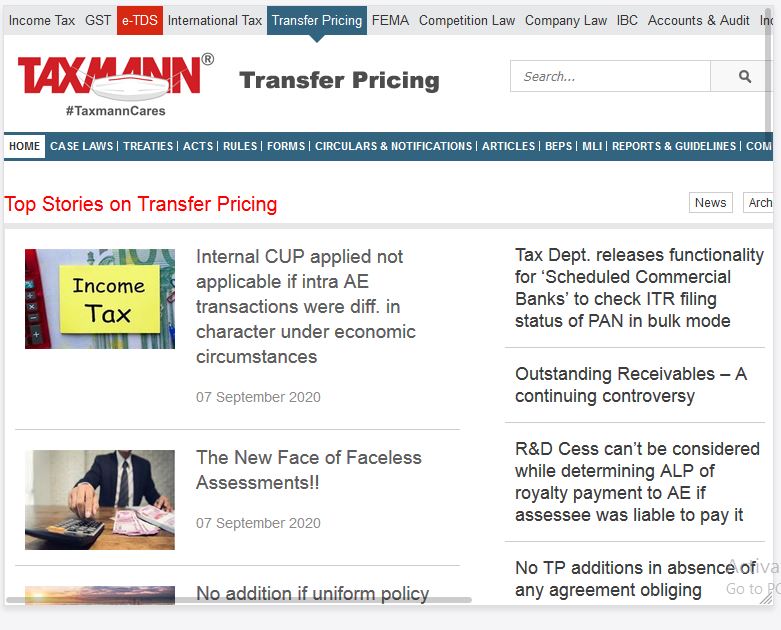 Income Tax GST e-TDS International Tax Transfer Pricing FEMA Competition Law Company Law IBC Accounts & Audit
TAXMANN®
#TaxmannCares
Transfer Pricing
Search...
HOME CASE LAWS | TREATIES | ACTS | RULES | FORMS | CIRCULARS & NOTIFICATIONS | ARTICLES | BEPS | MLI | REPORTS & GUIDELINES | COM
Top Stories on Transfer Pricing
News Arch
Income
Tax
Internal CUP applied not
applicable if intra AE
transactions were diff. in
character under economic
circumstances
07 September 2020
The New Face of Faceless
Assessments!!
07 September 2020
No addition if uniform policy
Tax Dept. releases functionality
for ‘Scheduled Commercial
Banks’ to check ITR filing
status of PAN in bulk mode
Outstanding Receivables – A
continuing controversy
R&D Cess can’t be considered
while determining ALP of
royalty payment to AE if
assessee was liable to pay it
No TP additions in absence of
any agreement obliging
Activa
Go to PC